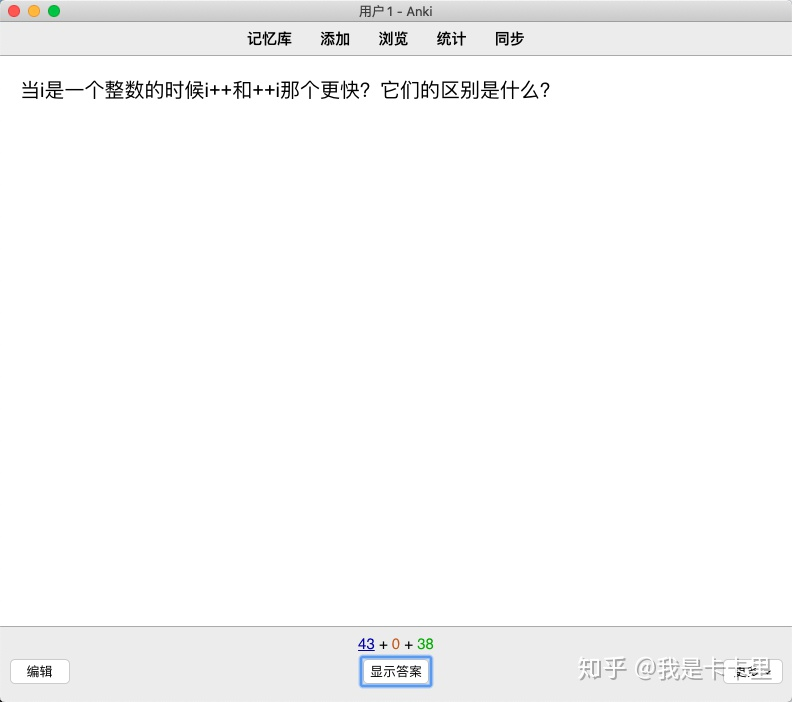 用户 1 - Anki
记忆库 添加 浏览 统计 同步
当i是一个整数的时候i++和++i那个更快？它们的区别是什么？
43 + 0 + 38
编辑 显示答案
知乎 @我是卡卡里